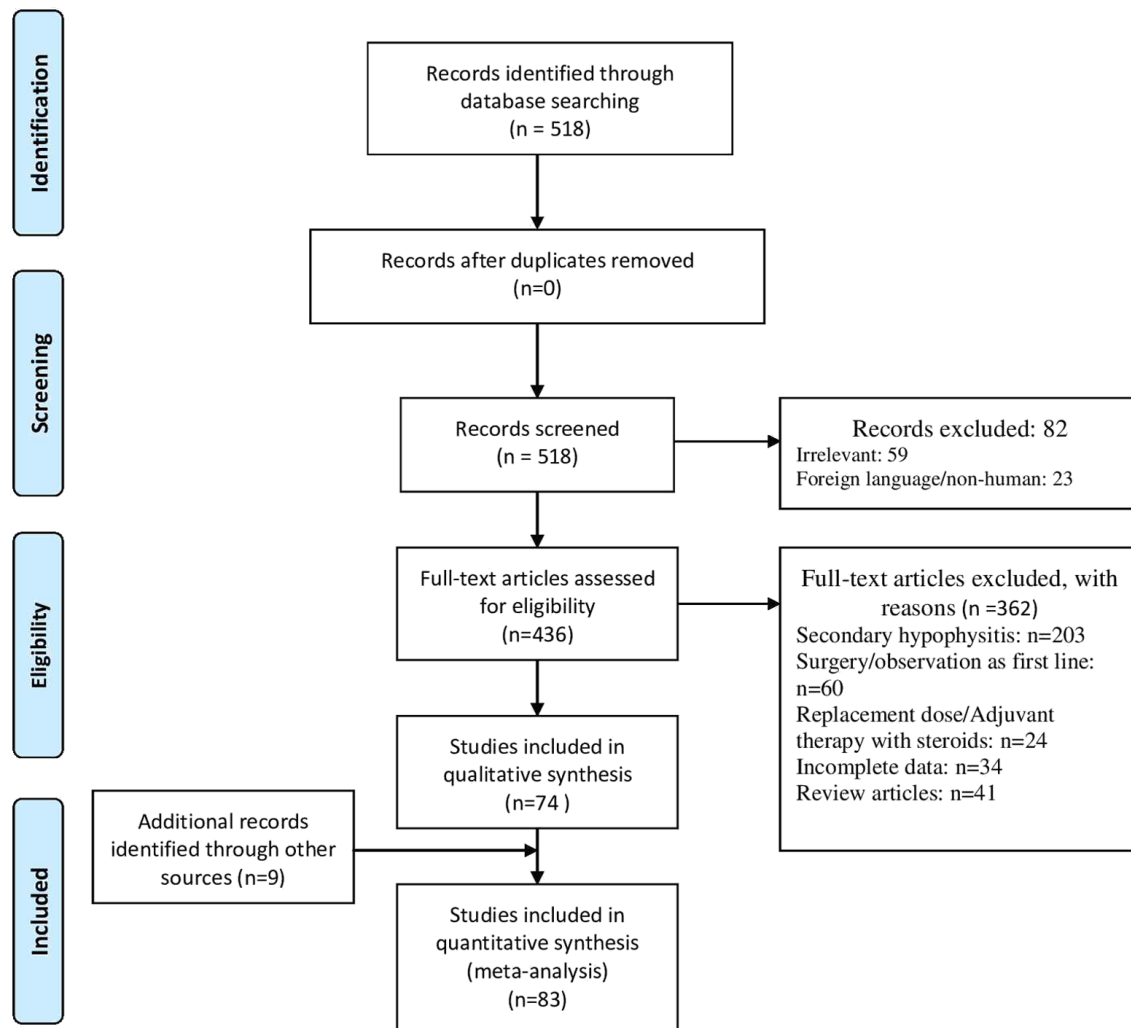 Identification
Records identified through
database searching
(n = 518)
Records after duplicates removed
(n=0)
Screening
Records screened
(n = 518)
Records excluded: 82
Irrelevant: 59
Foreign language/non-human: 23
Eligibility
Full-text articles assessed
for eligibility
(n=436)
Full-text articles excluded, with
reasons (n =362)
Secondary hypophysitis: n=203
Surgery/observation as first line:
n=60
Replacement dose/Adjuvant
therapy with steroids: n=24
Incomplete data: n=34
Review articles: n=41
Studies included in
qualitative synthesis
(n=74 )
Included
Additional records
identified through other
sources (n=9)
Studies included in
quantitative synthesis
(meta-analysis)
(n=83)